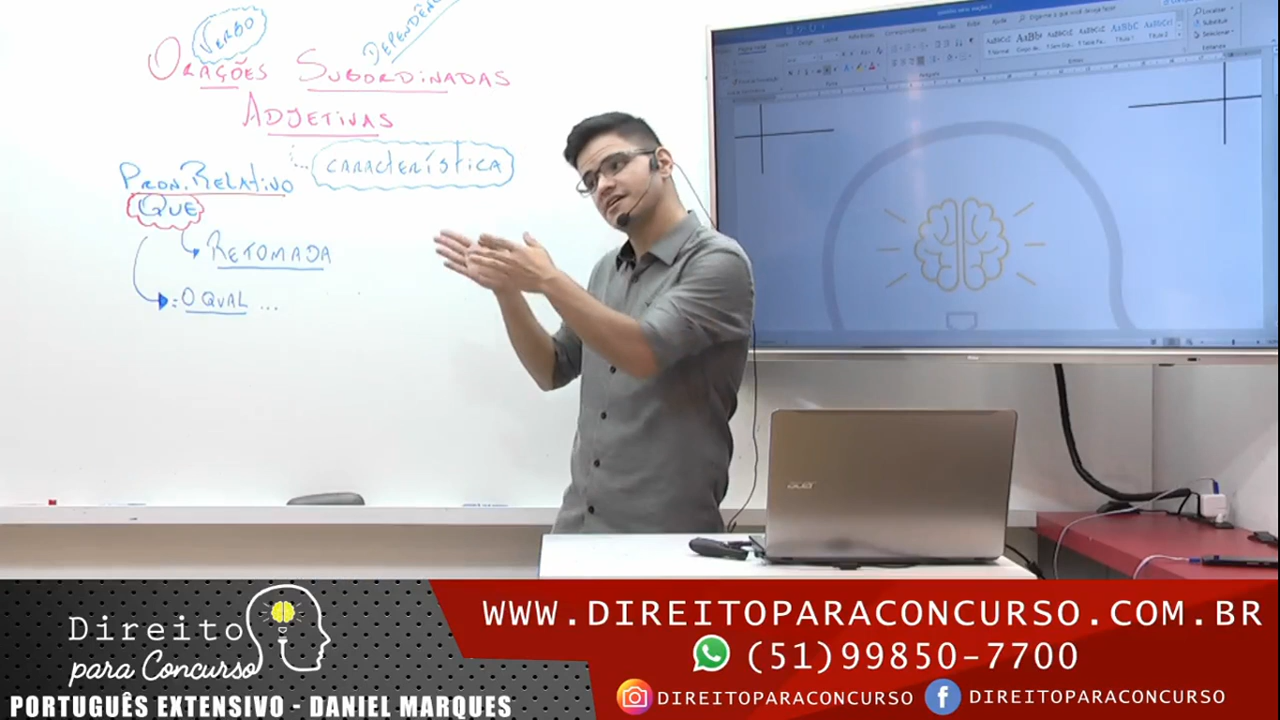 VERBO
DEPENDÊN
ORAÇÕES SUBORDINADAS
ADJETIVAS
CARACTERÍSTICA
PRON. RELATIVO
QUE
RETOMADA
= O QUAL ...
acer
Direito
para Concurso
PORTUGUÊS EXTENSIVO - DANIEL MARQUES
WWW.DIREITOPARACONCURSO.COM.BR
(51)99850-7700
DIREITOPARACONCURSO
DIREITOPARACONCURSO